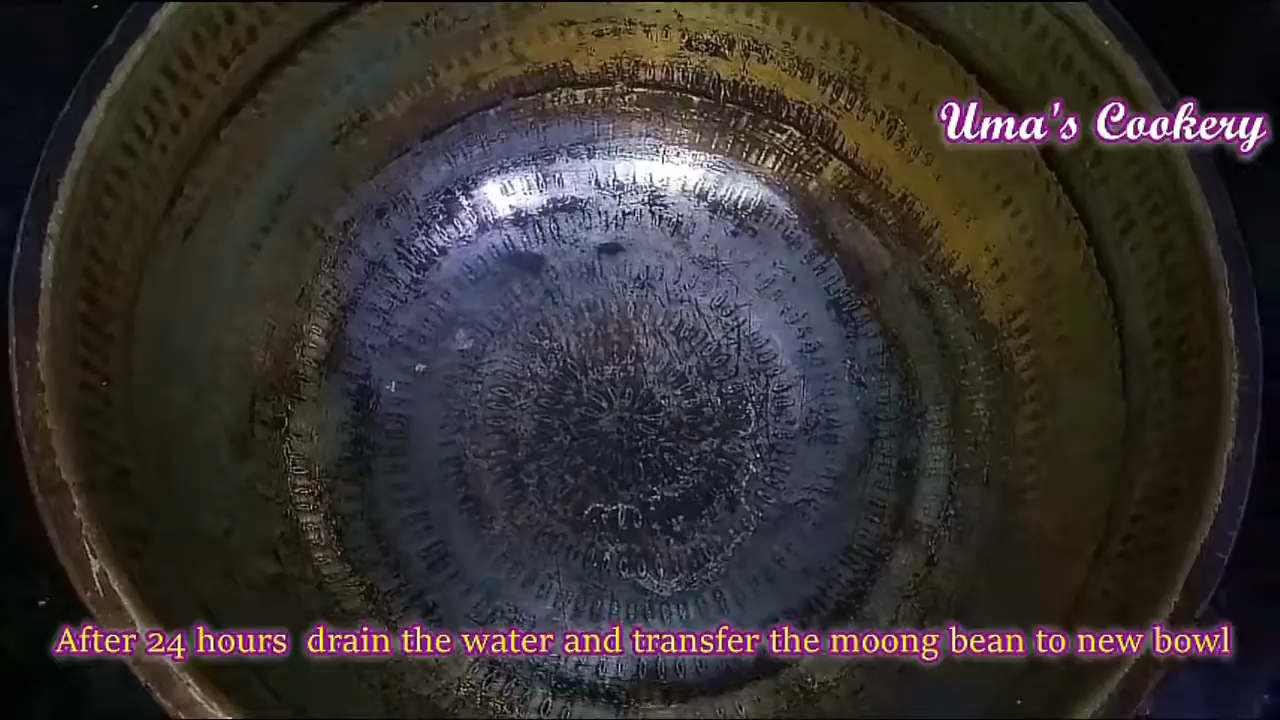 Uma's Cookery
After 24 hours  drain the water and transfer the moong bean to new bowl